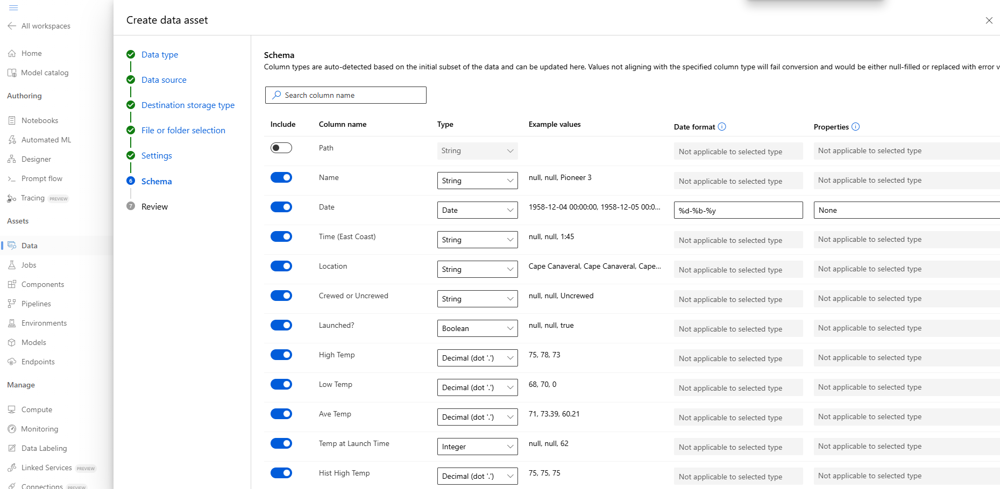 Create data asset
All workspaces
Home
Model catalog
Authoring
Notebooks
Automated ML
Designer
Prompt flow
Tracing PREVIEW
Assets
Data
Jobs
Components
Pipelines
Environments
Models
Endpoints
Manage
Compute
Monitoring
Data Labeling
Linked Services PREVIEW
Connections PREVIEW
Data type
Data source
Destination storage type
File or folder selection
Settings
6 Schema
7 Review
Schema
Column types are auto-detected based on the initial subset of the data and can be updated here. Values not aligning with the specified column type will fail conversion and would be either null-filled or replaced with error v
Search column name
Include Column name Type Example values Date format Properties
Path String Not applicable to selected type Not applicable to selected type
Name String null, null, Pioneer 3 Not applicable to selected type Not applicable to selected type
Date Date 1958-12-04 00:00:00, 1958-12-05 00:0... %d-%b-%y None
Time (East Coast) String null, null, 1:45 Not applicable to selected type Not applicable to selected type
Location String Cape Canaveral, Cape Canaveral, Cape... Not applicable to selected type Not applicable to selected type
Crewed or Uncrewed String null, null, Uncrewed Not applicable to selected type Not applicable to selected type
Launched? Boolean null, null, true Not applicable to selected type Not applicable to selected type
High Temp Decimal (dot '.') 75, 78, 73 Not applicable to selected type Not applicable to selected type
Low Temp Decimal (dot '.') 68, 70, 0 Not applicable to selected type Not applicable to selected type
Ave Temp Decimal (dot '.') 71, 73.39, 60.21 Not applicable to selected type Not applicable to selected type
Temp at Launch Time Integer null, null, 62 Not applicable to selected type Not applicable to selected type
Hist High Temp Decimal (dot '.') 75, 75, 75 Not applicable to selected type Not applicable to selected type